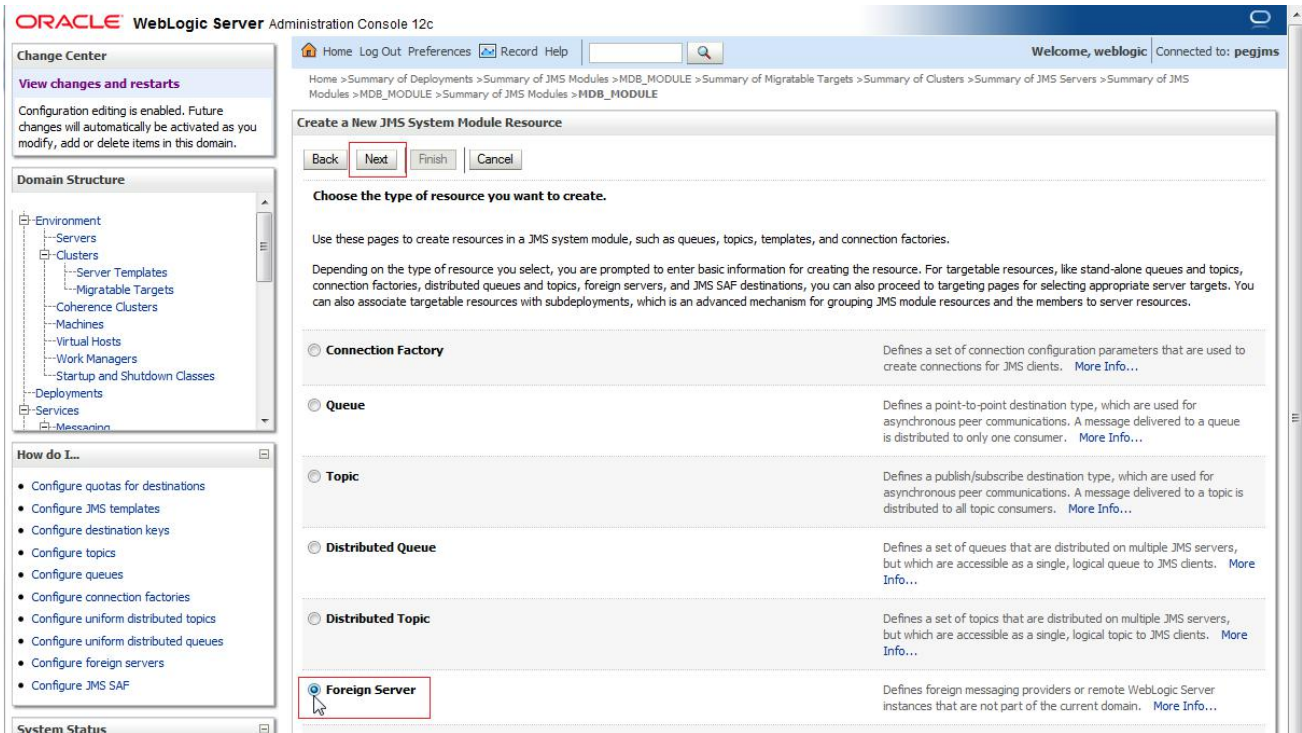 ORACLE WebLogic Server Administration Console 12c
Change Center
View changes and restarts
Configuration editing is enabled. Future
changes will automatically be activated as you
modify, add or delete items in this domain.
Domain Structure
Environment
Servers
Clusters
Server Templates
Migratable Targets
Coherence Clusters
Machines
Virtual Hosts
Work Managers
Startup and Shutdown Classes
Deployments
Services
Messaging
How do I...
Configure quotas for destinations
Configure JMS templates
Configure destination keys
Configure topics
Configure queues
Configure connection factories
Configure uniform distributed topics
Configure uniform distributed queues
Configure foreign servers
Configure JMS SAF
System Status
Home Log Out Preferences Record Help
Welcome, weblogic Connected to: pegjms
Home >Summary of Deployments >Summary of JMS Modules >MDB_MODULE >Summary of Migratable Targets >Summary of Clusters >Summary of JMS Servers >Summary of JMS
Modules >MDB_MODULE >Summary of JMS Modules >MDB_MODULE
Create a New JMS System Module Resource
Back Next Finish Cancel
Choose the type of resource you want to create.
Use these pages to create resources in a JMS system module, such as queues, topics, templates, and connection factories.
Depending on the type of resource you select, you are prompted to enter basic information for creating the resource. For targetable resources, like stand-alone queues and topics,
connection factories, distributed queues and topics, foreign servers, and JMS SAF destinations, you can also proceed to targeting pages for selecting appropriate server targets. You
can also associate targetable resources with subdeployments, which is an advanced mechanism for grouping JMS module resources and the members to server resources.
Connection Factory
Defines a set of connection configuration parameters that are used to
create connections for JMS clients. More Info...
Queue
Defines a point-to-point destination type, which are used for
asynchronous peer communications. A message delivered to a queue
is distributed to only one consumer. More Info...
Topic
Defines a publish/subscribe destination type, which are used for
asynchronous peer communications. A message delivered to a topic is
distributed to all topic consumers. More Info...
Distributed Queue
Defines a set of queues that are distributed on multiple JMS servers,
but which are accessible as a single, logical queue to JMS clients. More
Info...
Distributed Topic
Defines a set of topics that are distributed on multiple JMS servers,
but which are accessible as a single, logical topic to JMS clients. More
Info...
Foreign Server
Defines foreign messaging providers or remote WebLogic Server
instances that are not part of the current domain. More Info...